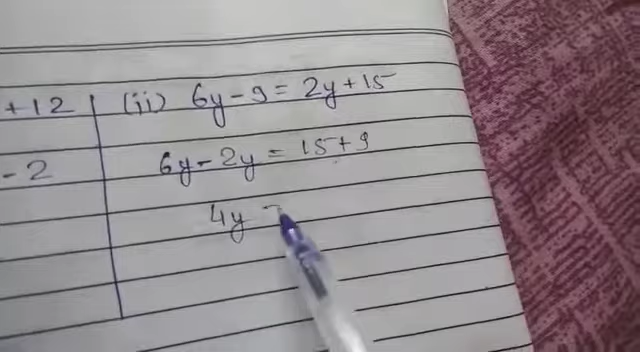 +12
-2
(ii) 6y-9=2y+15
6y-2y=15+9
4y =